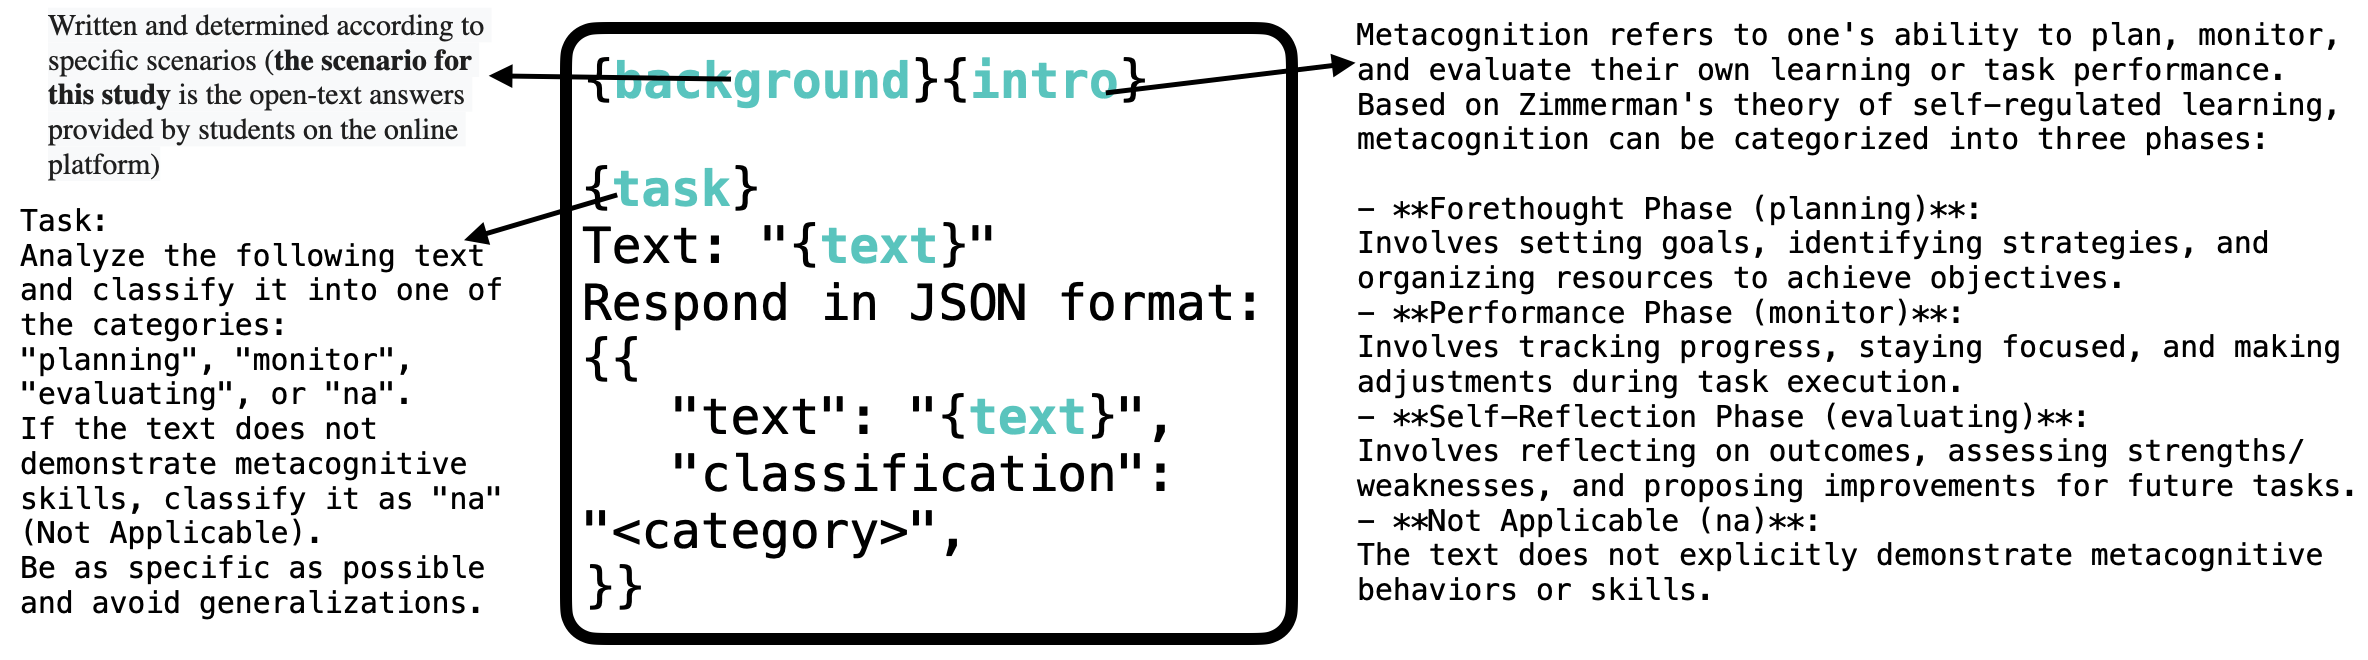 Written and determined according to
specific scenarios (the scenario for
this study is the open-text answers
provided by students on the online
platform)
Task:
Analyze the following text
and classify it into one of
the categories:
"planning", "monitor",
"evaluating", or "na".
If the text does not
demonstrate metacognitive
skills, classify it as "na"
(Not Applicable).
Be as specific as possible
and avoid generalizations.
{background}{intro}
{task}
Text: "{text}"
Respond in JSON format:
{{
"text": "{text}",
"classification":
"<category>",
}}
Metacognition refers to one's ability to plan, monitor,
and evaluate their own learning or task performance.
Based on Zimmerman's theory of self-regulated learning,
metacognition can be categorized into three phases:
- **Forethought Phase (planning)**:
Involves setting goals, identifying strategies, and
organizing resources to achieve objectives.
- **Performance Phase (monitor)**:
Involves tracking progress, staying focused, and making
adjustments during task execution.
- **Self-Reflection Phase (evaluating)**:
Involves reflecting on outcomes, assessing strengths/
weaknesses, and proposing improvements for future tasks.
- **Not Applicable (na)**:
The text does not explicitly demonstrate metacognitive
behaviors or skills.